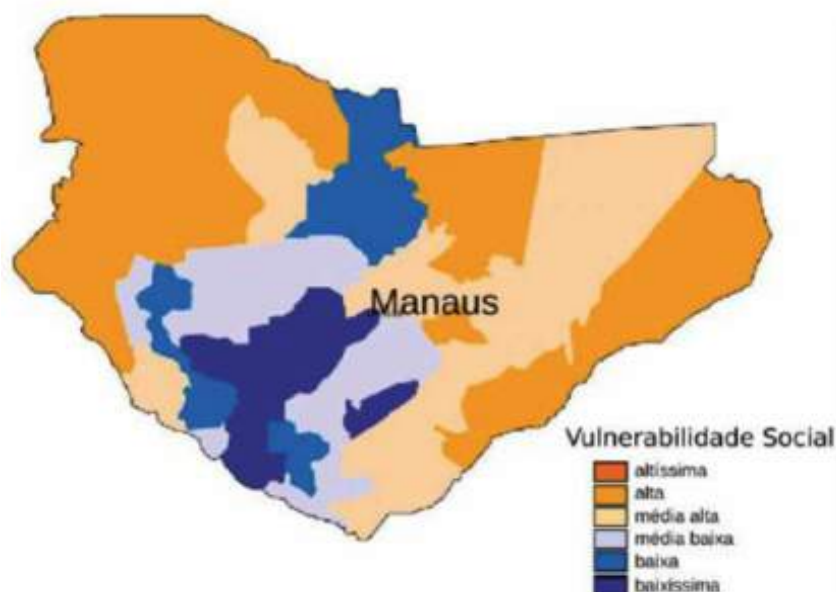 Manaus
Vulnerabilidade Social
altíssima
alta
média alta
média baixa
baixa
baixíssima